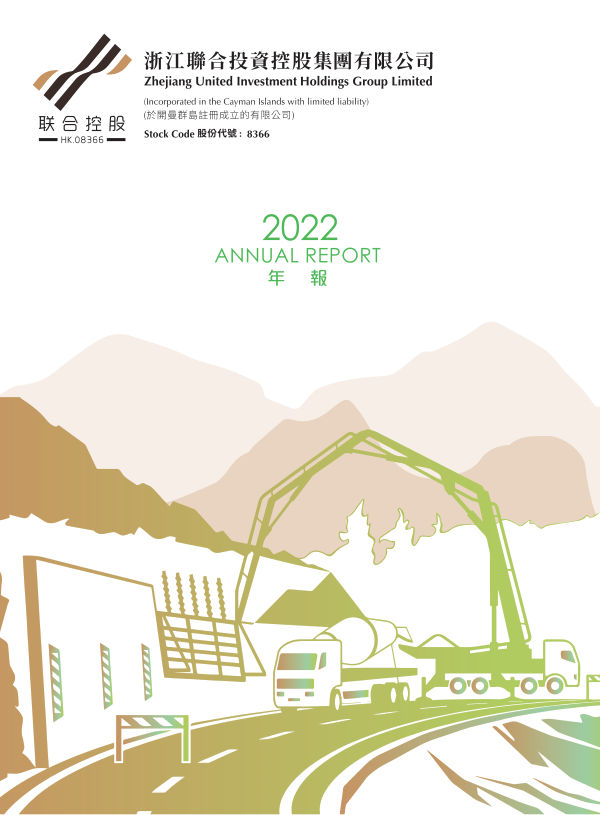 浙江聯合投資控股集團有限公司
Zhejiang United Investment Holdings Group Limited
(Incorporated in the Cayman Islands with limited liability)
(於開曼群島註冊成立的有限公司)
Stock Code 股份代號 : 8366
联合控股
HK.08366
2022
ANNUAL REPORT
年 報